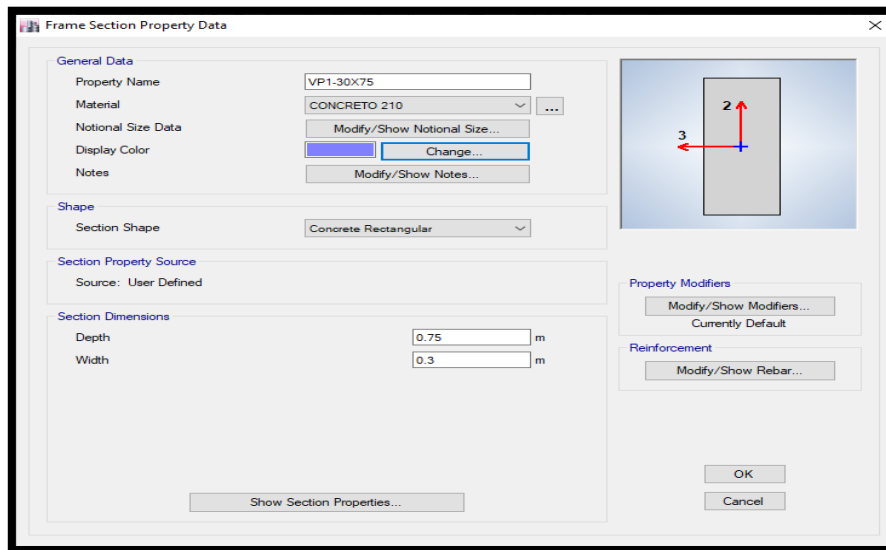 Frame Section Property Data
General Data
Property Name VP1-30X75
Material CONCRETO 210 ...
Notional Size Data Modify/Show Notional Size...
Display Color Change...
Notes Modify/Show Notes...
Shape
Section Shape Concrete Rectangular
Section Property Source
Source: User Defined
Section Dimensions
Depth 0.75 m
Width 0.3 m
Show Section Properties...
2
3
Property Modifiers
Modify/Show Modifiers...
Currently Default
Reinforcement
Modify/Show Rebar...
OK
Cancel